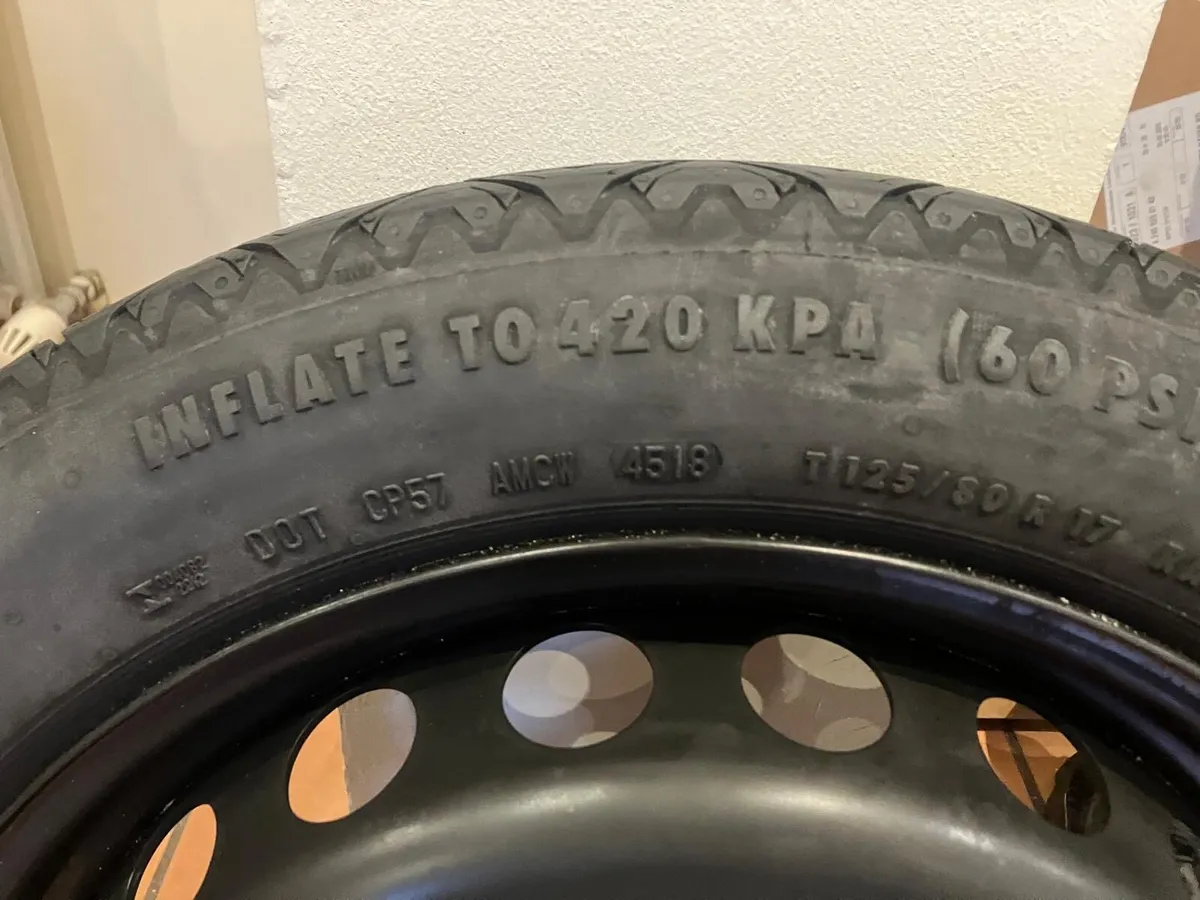 INFLATE TO 420 KPA (60 PSI
DOT CP57 AMCW 4518 T125/80 R 17